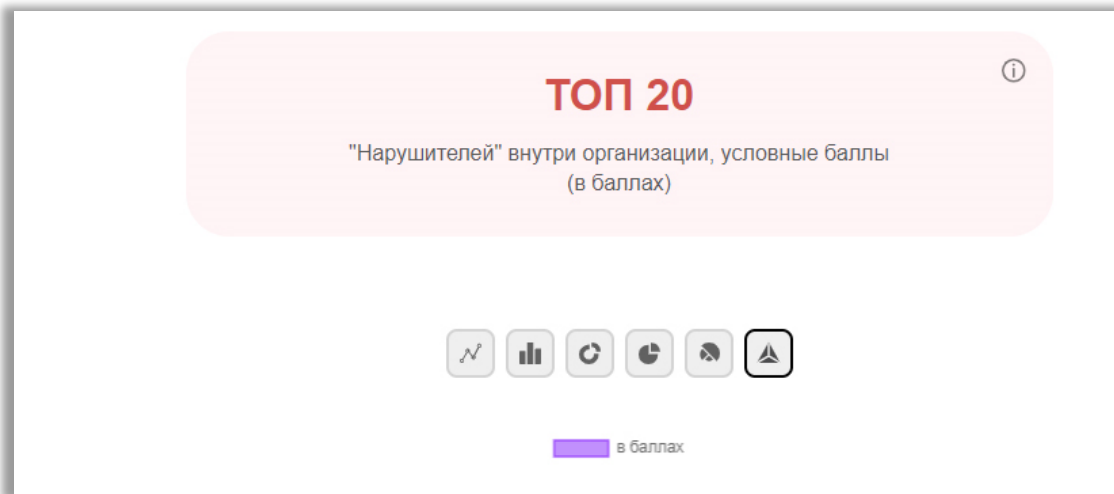 ТОП 20
"Нарушителей" внутри организации, условные баллы
(в баллах)
в баллах